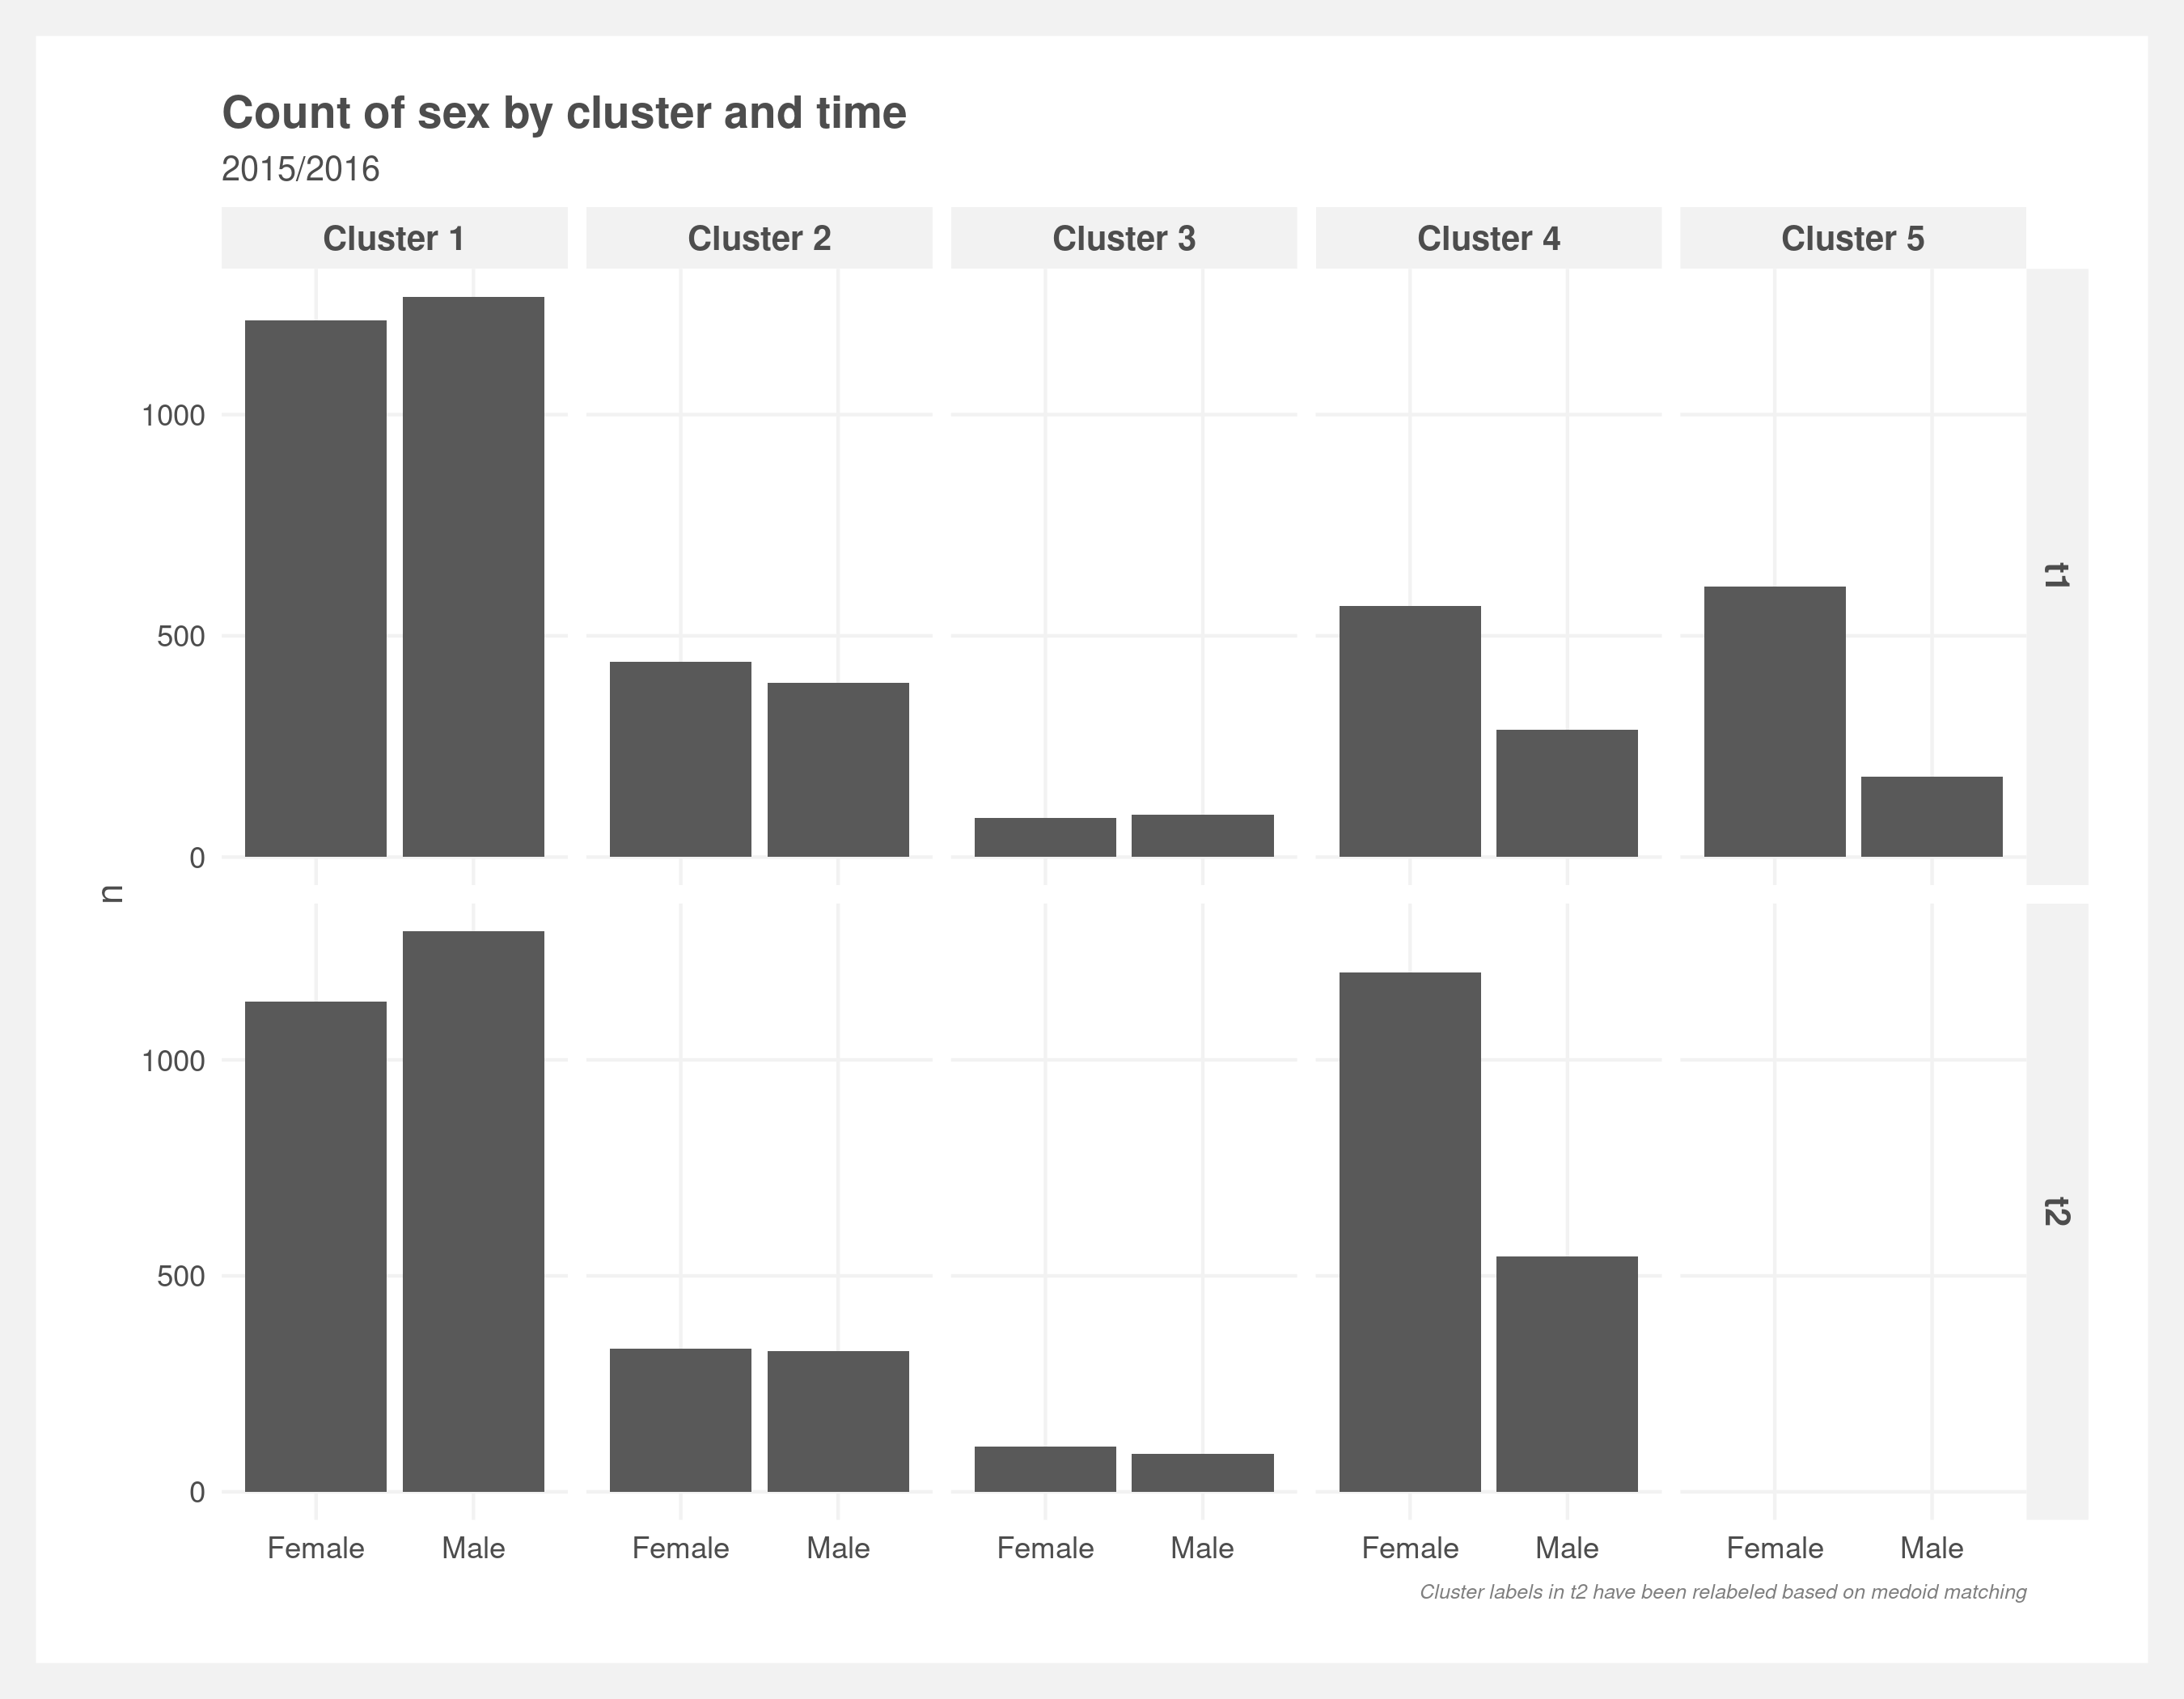 Count of sex by cluster and time
2015/2016
Cluster 1 Cluster 2 Cluster 3 Cluster 4 Cluster 5
1000
500
0
t1
n
1000
500
0
t2
Female Male Female Male Female Male Female Male Female Male
Cluster labels in t2 have been relabeled based on medoid matching